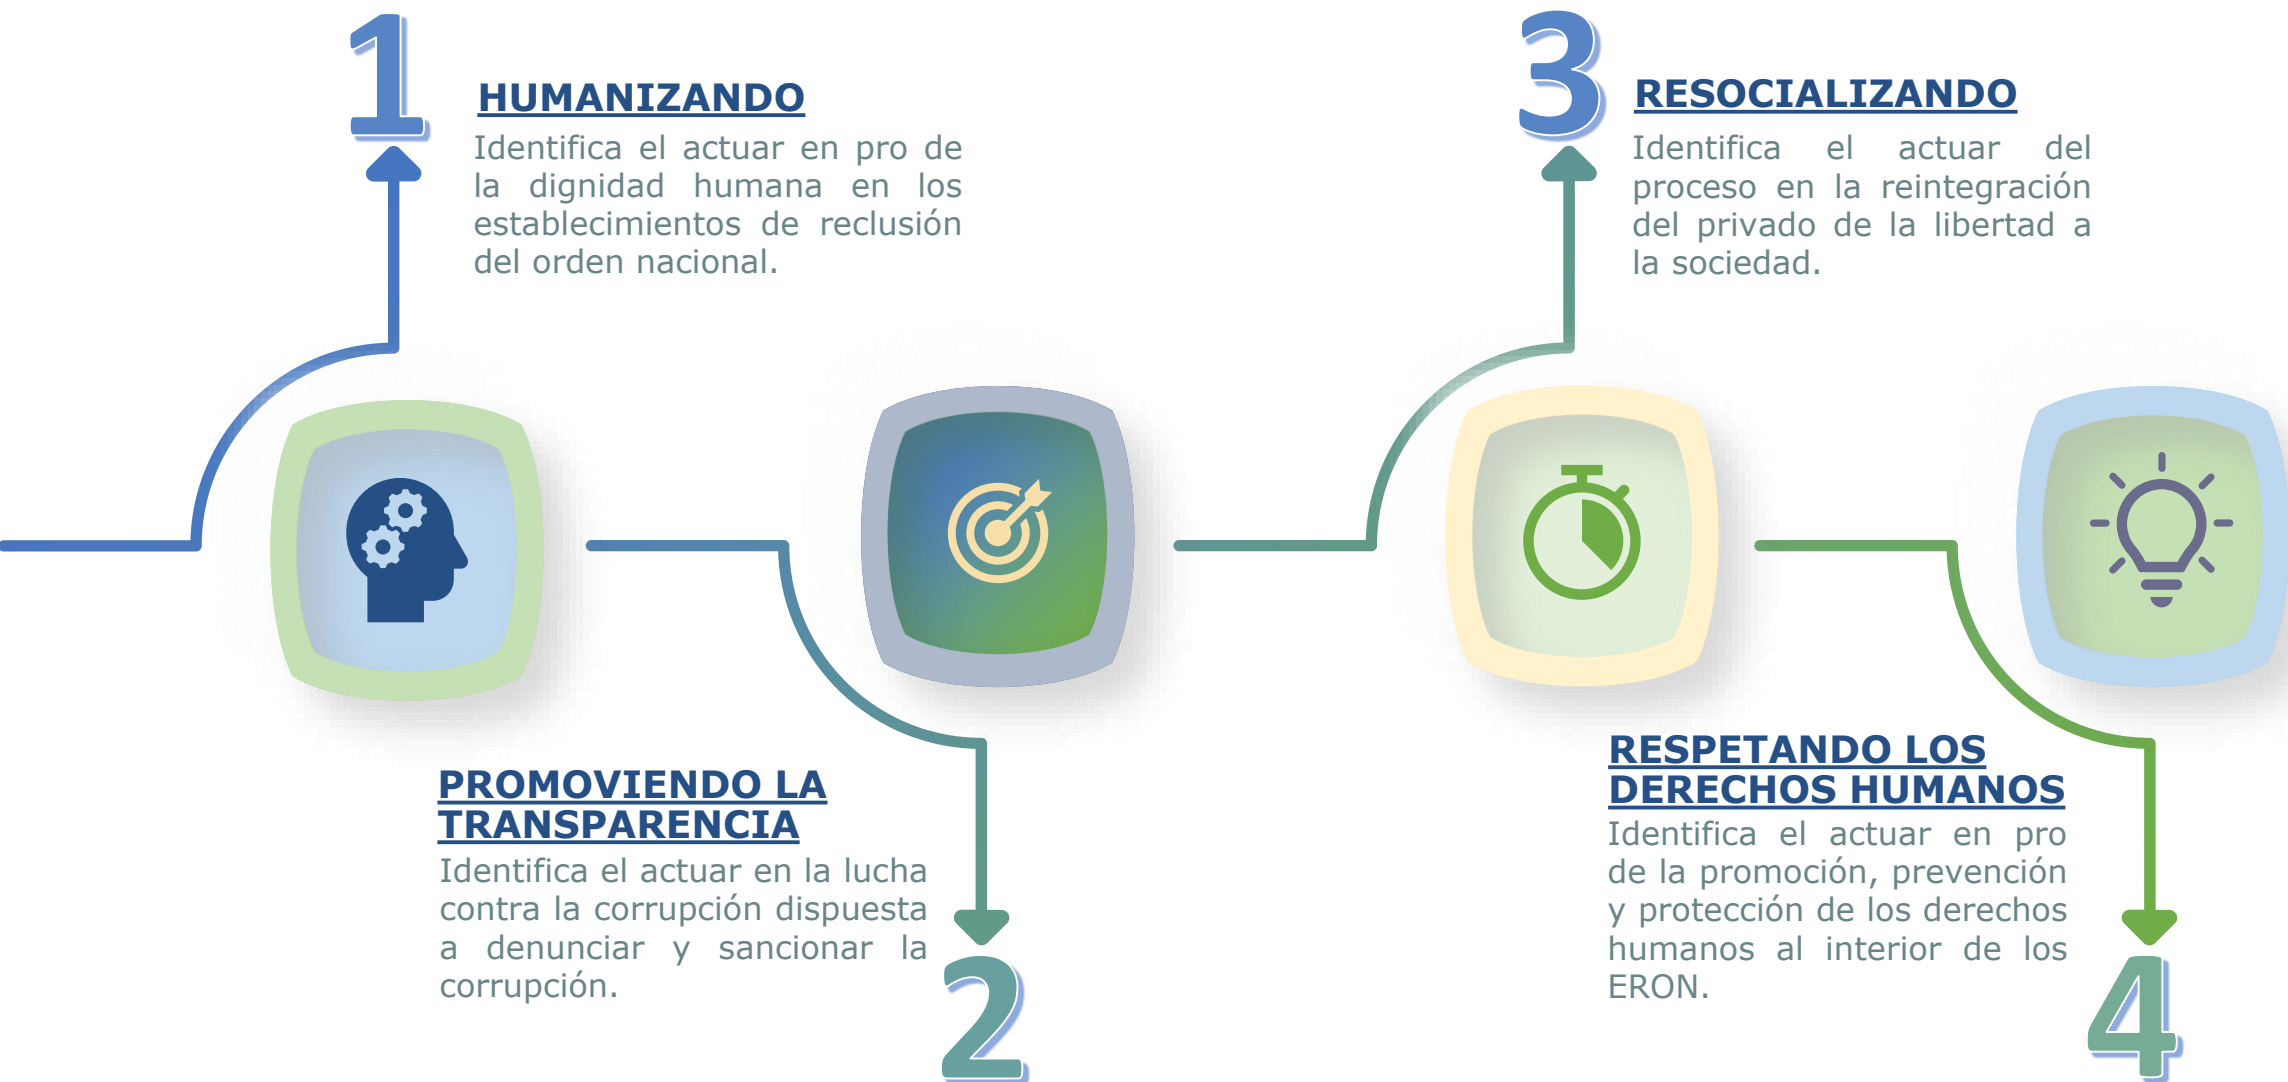 1
HUMANIZANDO
Identifica el actuar en pro de
la dignidad humana en los
establecimientos de reclusión
del orden nacional.
PROMOVIENDO LA
TRANSPARENCIA
Identifica el actuar en la lucha
contra la corrupción dispuesta
a denunciar y sancionar la
corrupción.
2
3
RESOCIALIZANDO
Identifica el actuar del
proceso en la reintegración
del privado de la libertad a
la sociedad.
RESPETANDO LOS
DERECHOS HUMANOS
Identifica el actuar en pro
de la promoción, prevención
y protección de los derechos
humanos al interior de los
ERON.
4